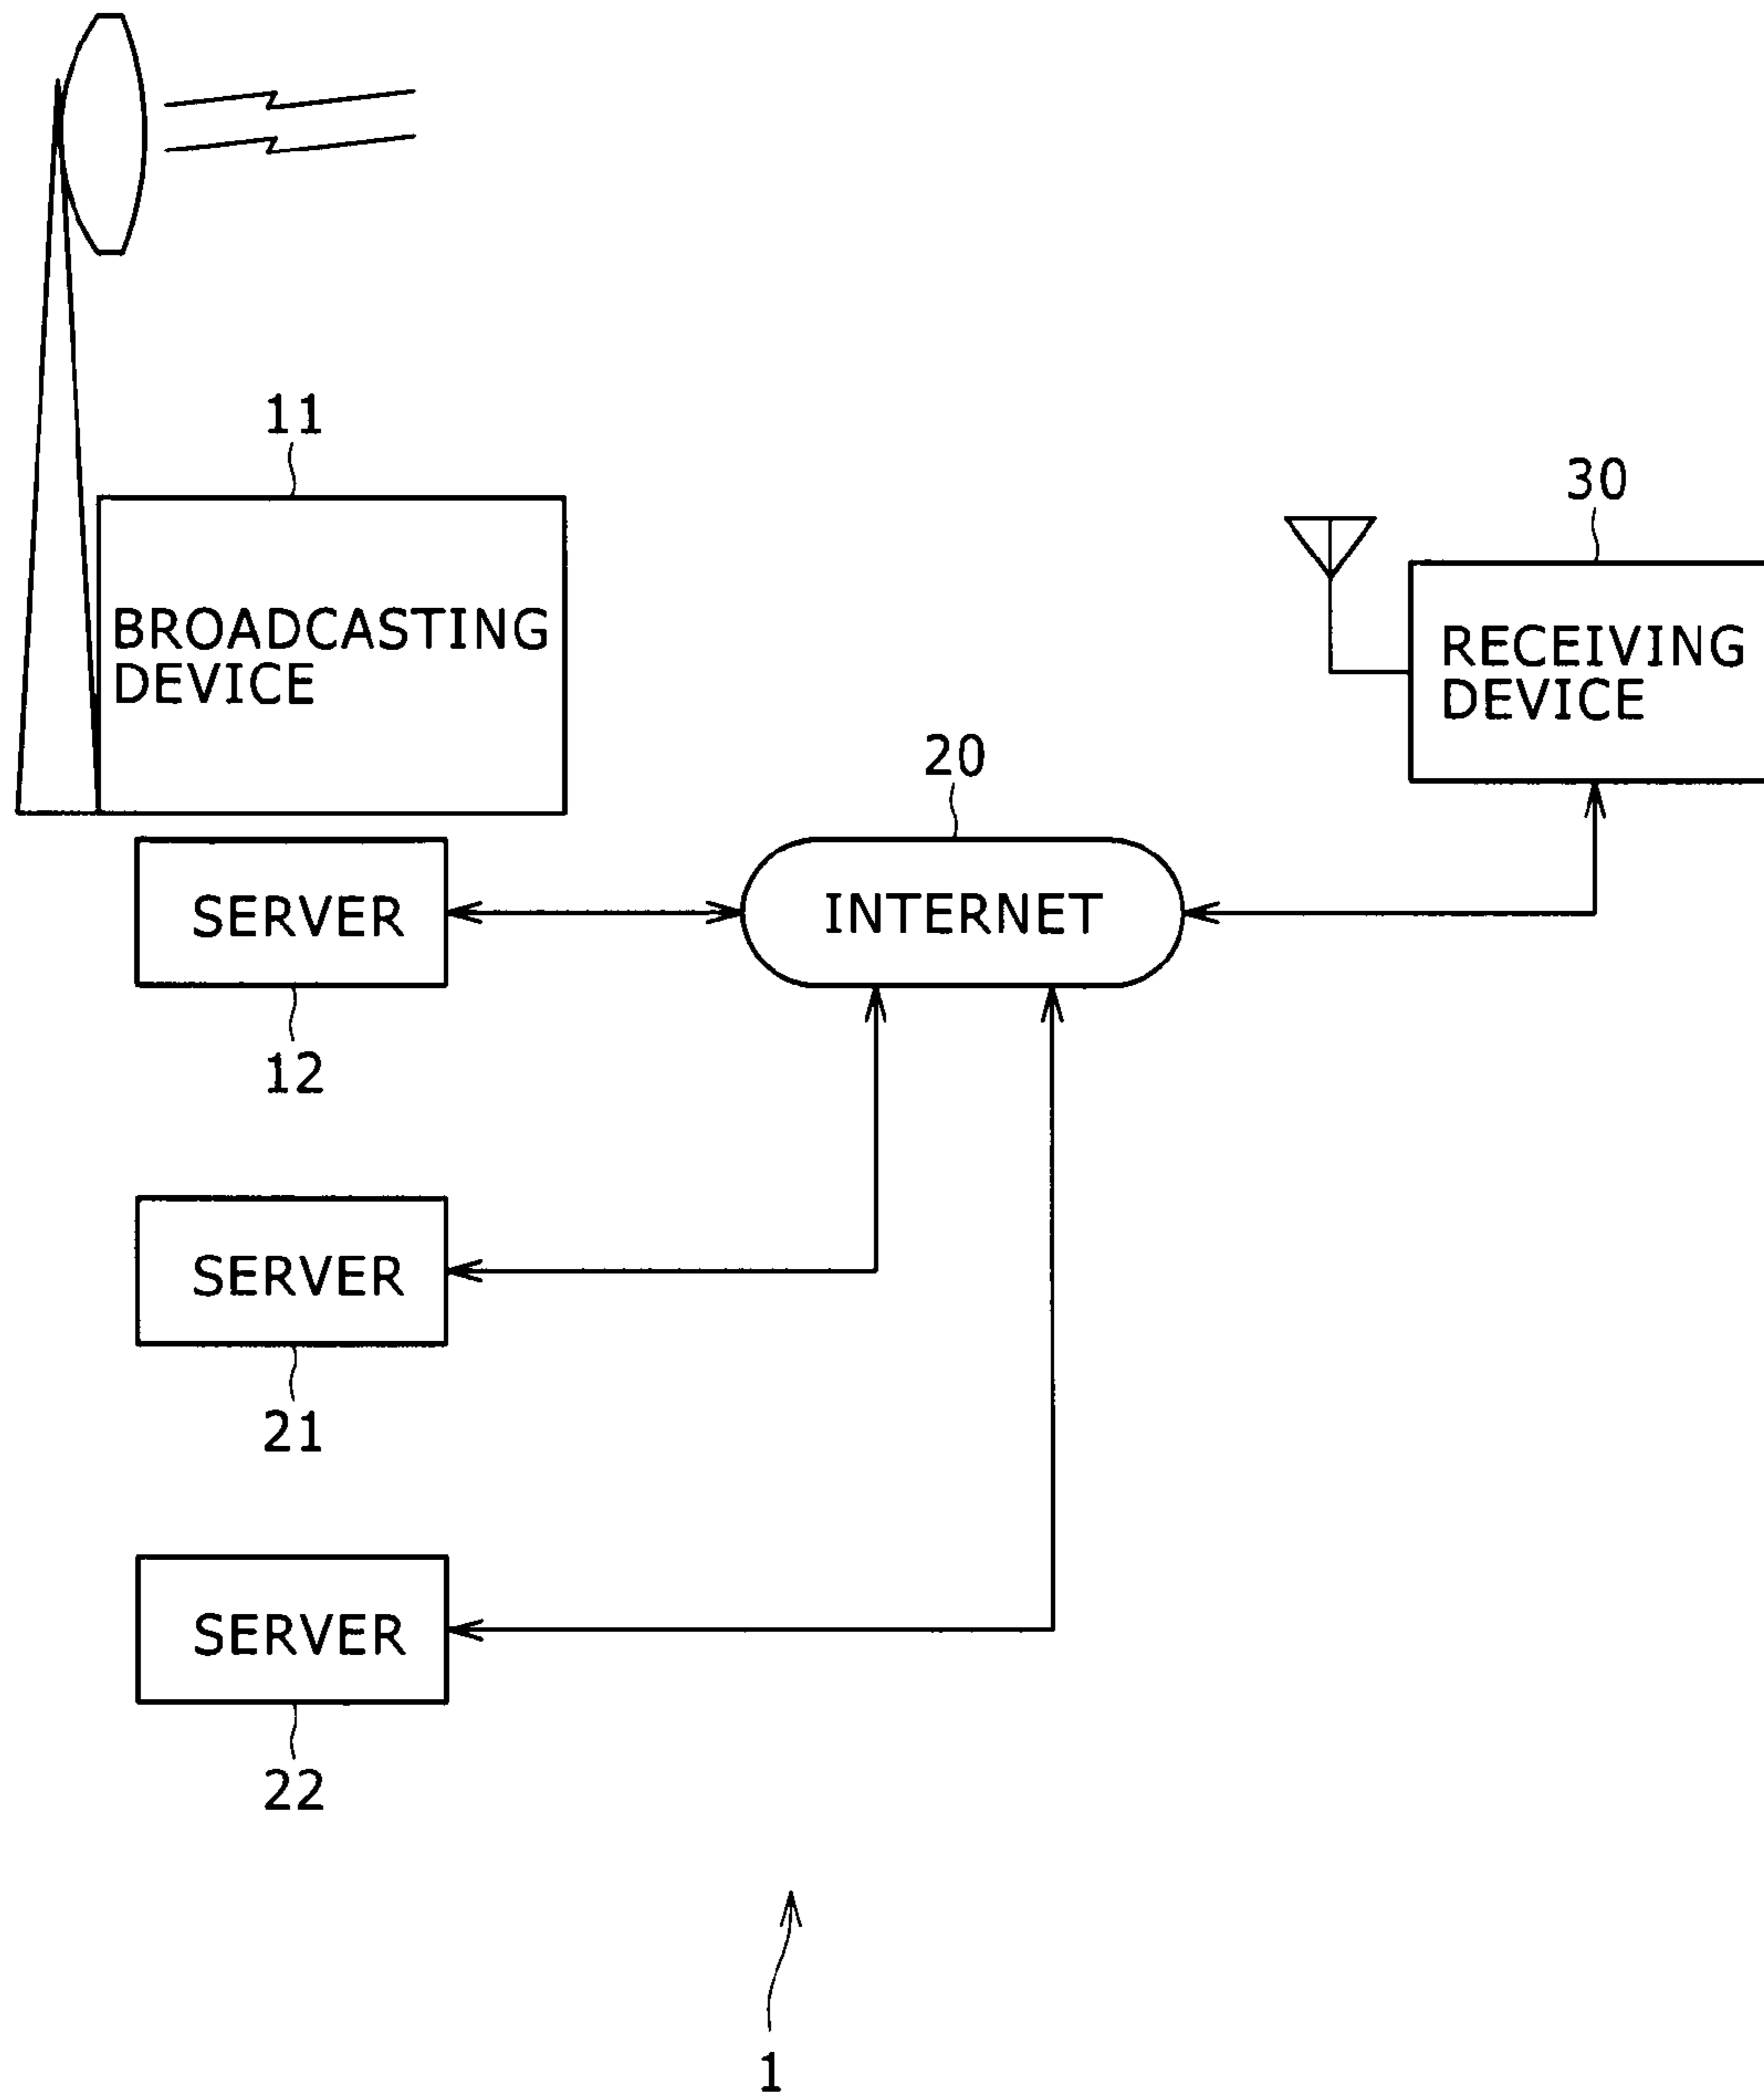 11
30
BROADCASTING
DEVICE
RECEIVING
DEVICE
20
SERVER
INTERNET
12
SERVER
21
SERVER
22
1